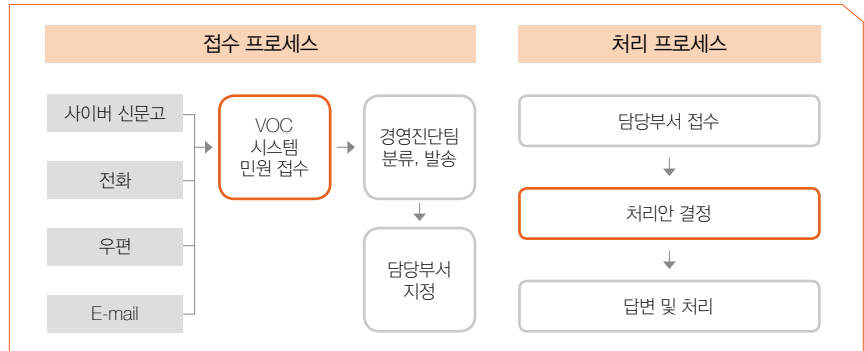 접수 프로세스
사이버 신문고
전화
우편
E-mail
VOC
시스템
민원 접수
경영진단팀
분류, 발송
담당부서
지정
처리 프로세스
담당부서 접수
처리안 결정
답변 및 처리